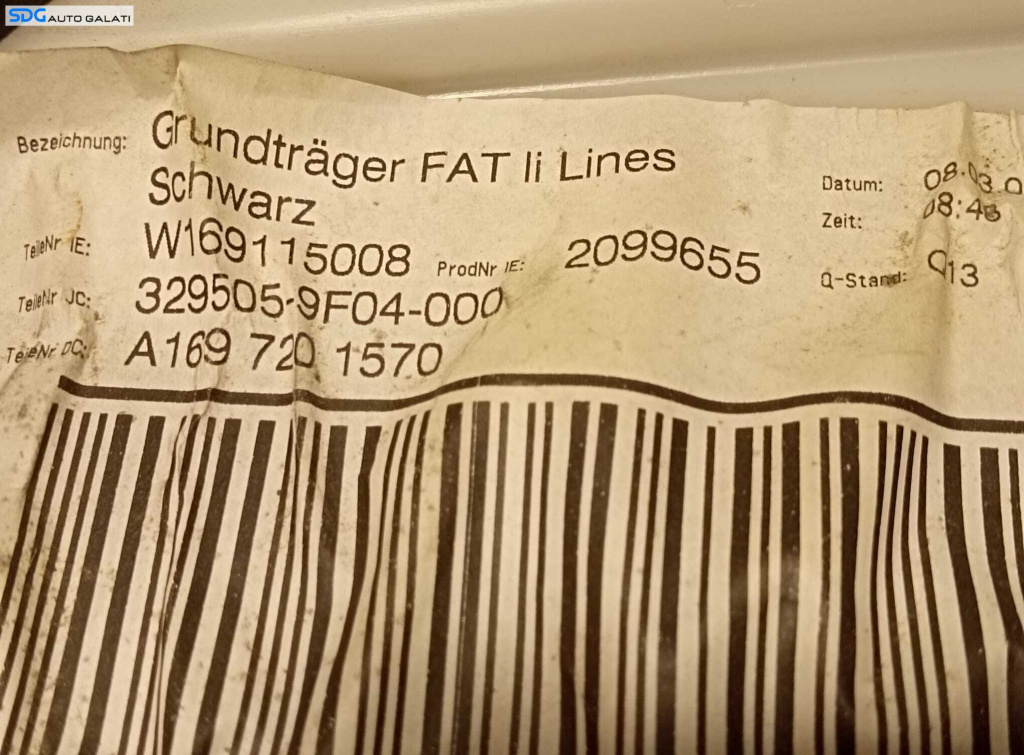 SDG AUTO GALATI
Bezeichnung: Grundträger FAT li Lines
Schwarz
TeileNr IE: W169115008 ProdNr IE: 2099655
TeileNr JC: 329505-9F04-000
TeileNr DC: A169 720 1570
Datum: 08.03.0
Zeit: 08:43
Q-Stand: Q13